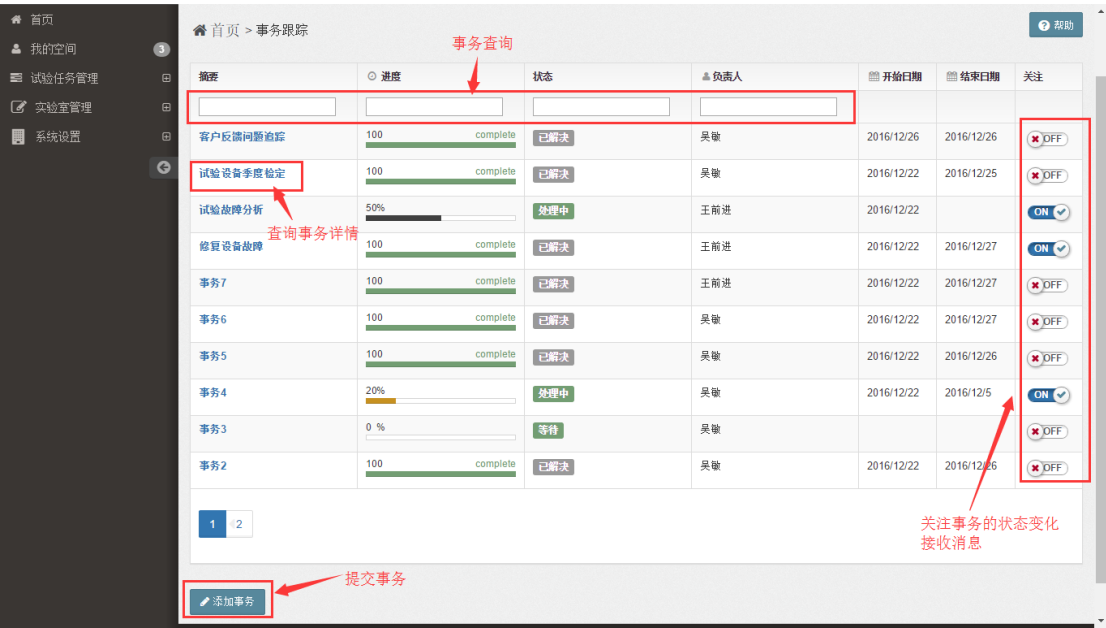 首页
我的空间 3
试验任务管理
实验室管理
系统设置
首页 > 事务跟踪
帮助
事务查询
摘要 进度 状态 负责人 开始日期 结束日期 关注
客户反馈问题追踪 100 complete 已解决 吴敏 2016/12/26 2016/12/26 OFF
试验设备季度检定 100 complete 已解决 吴敏 2016/12/22 2016/12/25 OFF
试验故障分析 50% 处理中 王前进 2016/12/22 ON
查询事务详情
修复设备故障 100 complete 已解决 王前进 2016/12/22 2016/12/27 ON
事务7 100 complete 已解决 王前进 2016/12/22 2016/12/27 OFF
事务6 100 complete 已解决 吴敏 2016/12/22 2016/12/27 OFF
事务5 100 complete 已解决 吴敏 2016/12/22 2016/12/26 OFF
事务4 20% 处理中 吴敏 2016/12/22 2016/12/5 ON
事务3 0 % 等待 吴敏 OFF
事务2 100 complete 已解决 吴敏 2016/12/22 2016/12/26 OFF
1 2
关注事务的状态变化
接收消息
提交事务
添加事务